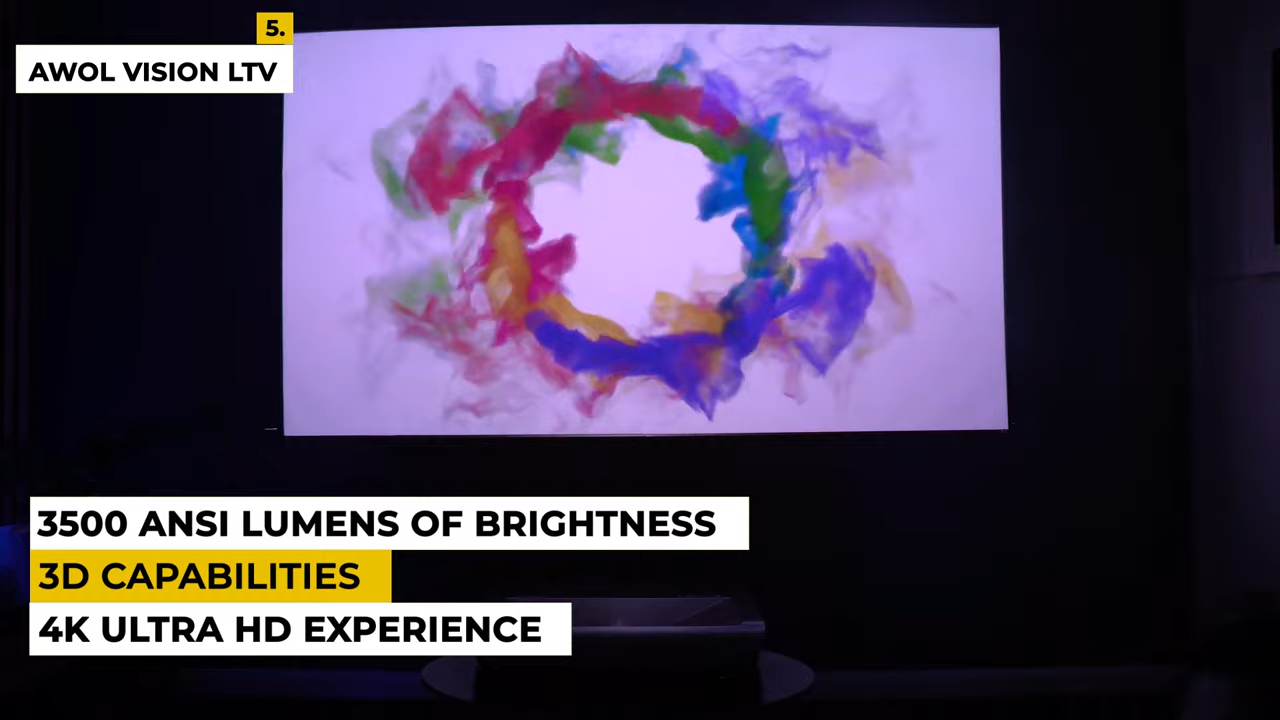 5.
AWOL VISION LTV
3500 ANSI LUMENS OF BRIGHTNESS
3D CAPABILITIES
4K ULTRA HD EXPERIENCE